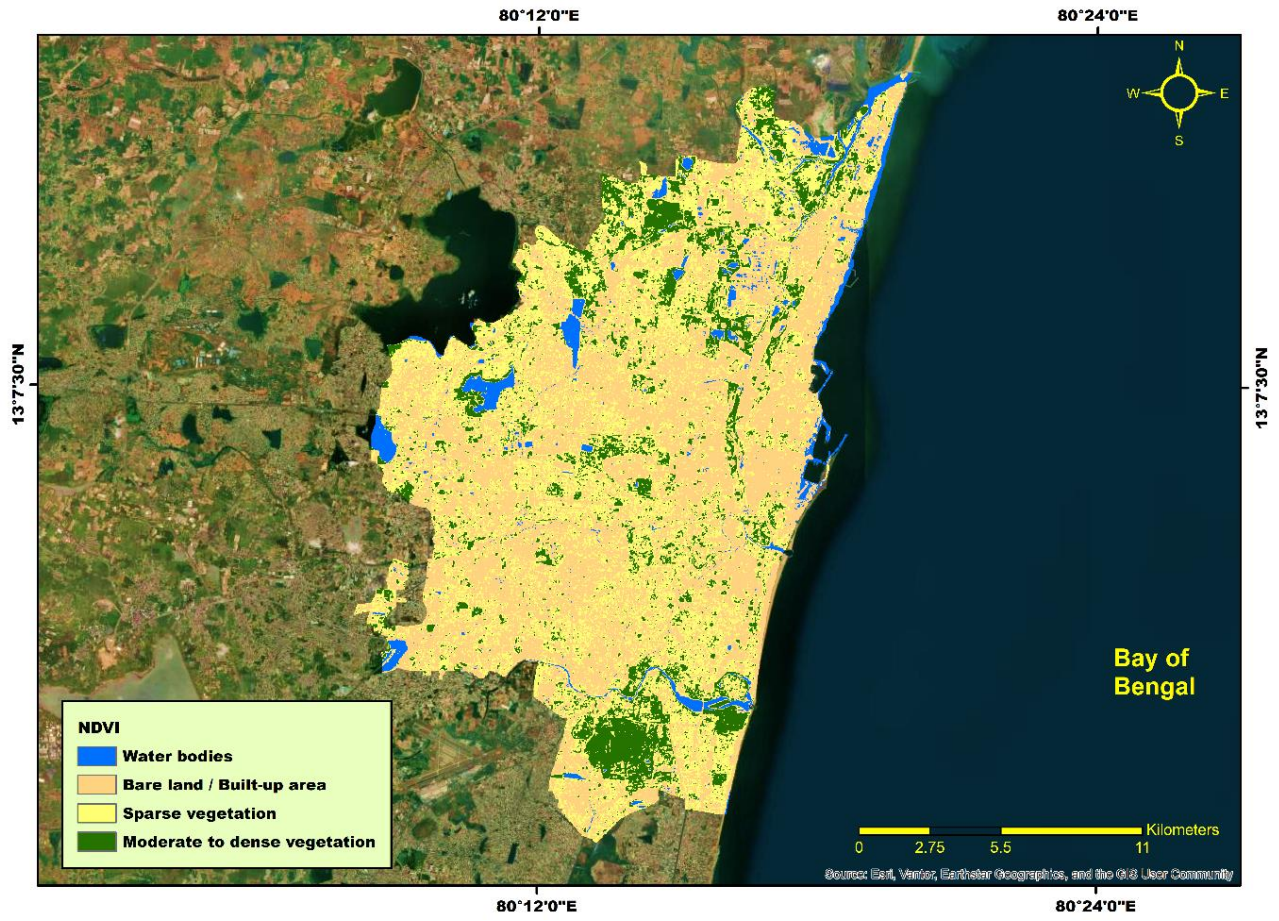 80°12'0"E
80°24'0"E
N
W
E
S
13°7'30"N
13°7'30"N
Bay of
Bengal
NDVI
Water bodies
Bare land / Built-up area
Sparse vegetation
Moderate to dense vegetation
Kilometers
0
2.75
5.5
11
Source: Esri, Vantor, Earthstar Geographics, and the GIS User Community
80°12'0"E
80°24'0"E